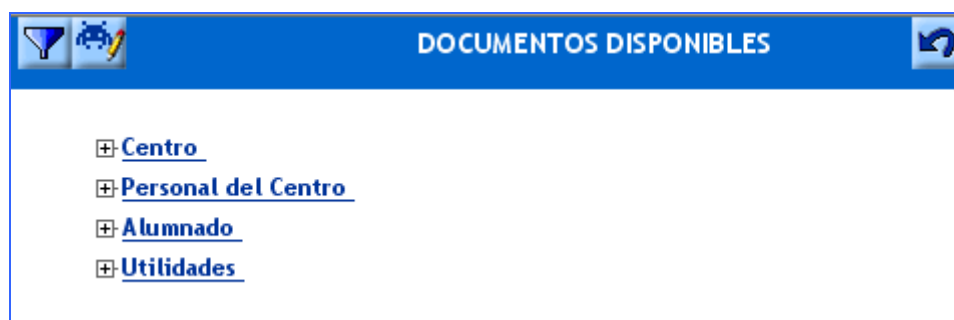 DOCUMENTOS DISPONIBLES
Centro
Personal del Centro
Alumnado
Utilidades